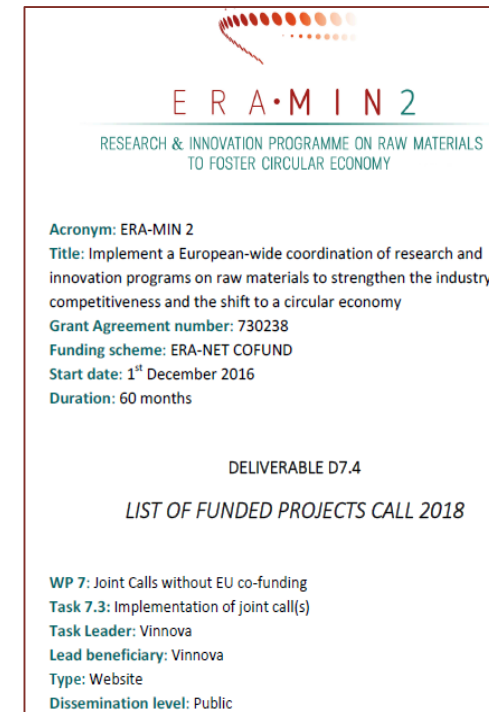 ERA•MIN2
RESEARCH & INNOVATION PROGRAMME ON RAW MATERIALS
TO FOSTER CIRCULAR ECONOMY
Acronym: ERA-MIN 2
Title: Implement a European-wide coordination of research and
innovation programs on raw materials to strengthen the industry
competitiveness and the shift to a circular economy
Grant Agreement number: 730238
Funding scheme: ERA-NET COFUND
Start date: 1st December 2016
Duration: 60 months
DELIVERABLE D7.4
LIST OF FUNDED PROJECTS CALL 2018
WP 7: Joint Calls without EU co-funding
Task 7.3: Implementation of joint call(s)
Task Leader: Vinnova
Lead beneficiary: Vinnova
Type: Website
Dissemination level: Public